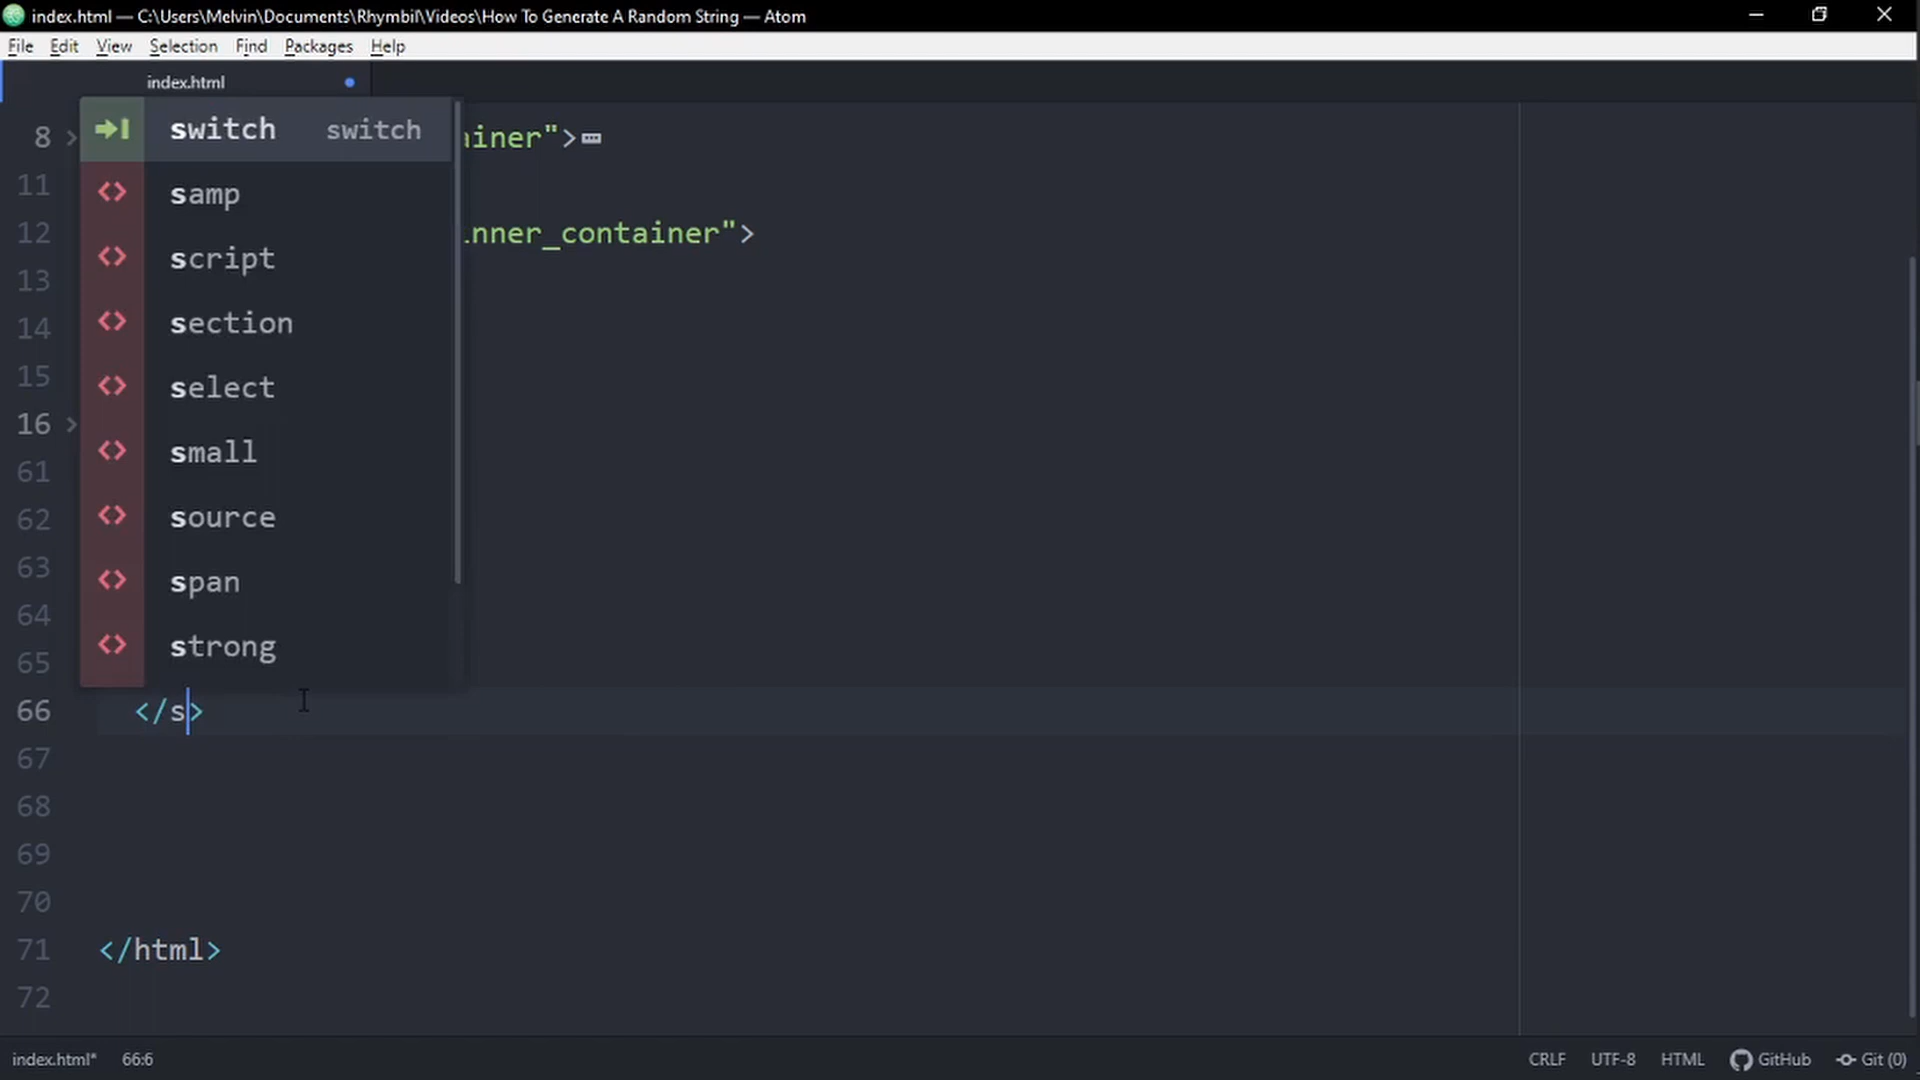 index.html — C:\Users\Melvin\Documents\Rhymbil\Videos\How To Generate A Random String — Atom
File Edit View Selection Find Packages Help
index.html
8 ainer">
11
12 nner_container">
13
14
15
16
61
62
63
64
65
switch switch
samp
script
section
select
small
source
span
strong
66 </s>
67
68
69
70
71 </html>
72
index.html* 66:6 CRLF UTF-8 HTML GitHub Git (0)